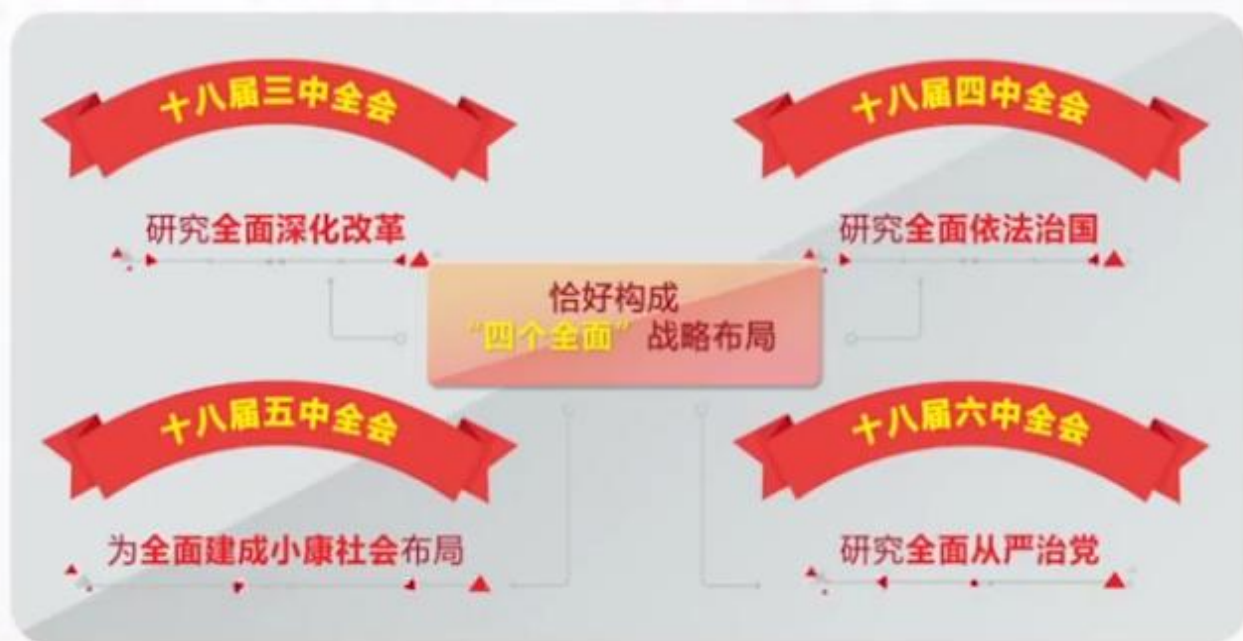 十八届三中全会
研究全面深化改革
十八届四中全会
研究全面依法治国
恰好构成
“四个全面”战略布局
十八届五中全会
为全面建成小康社会布局
十八届六中全会
研究全面从严治党